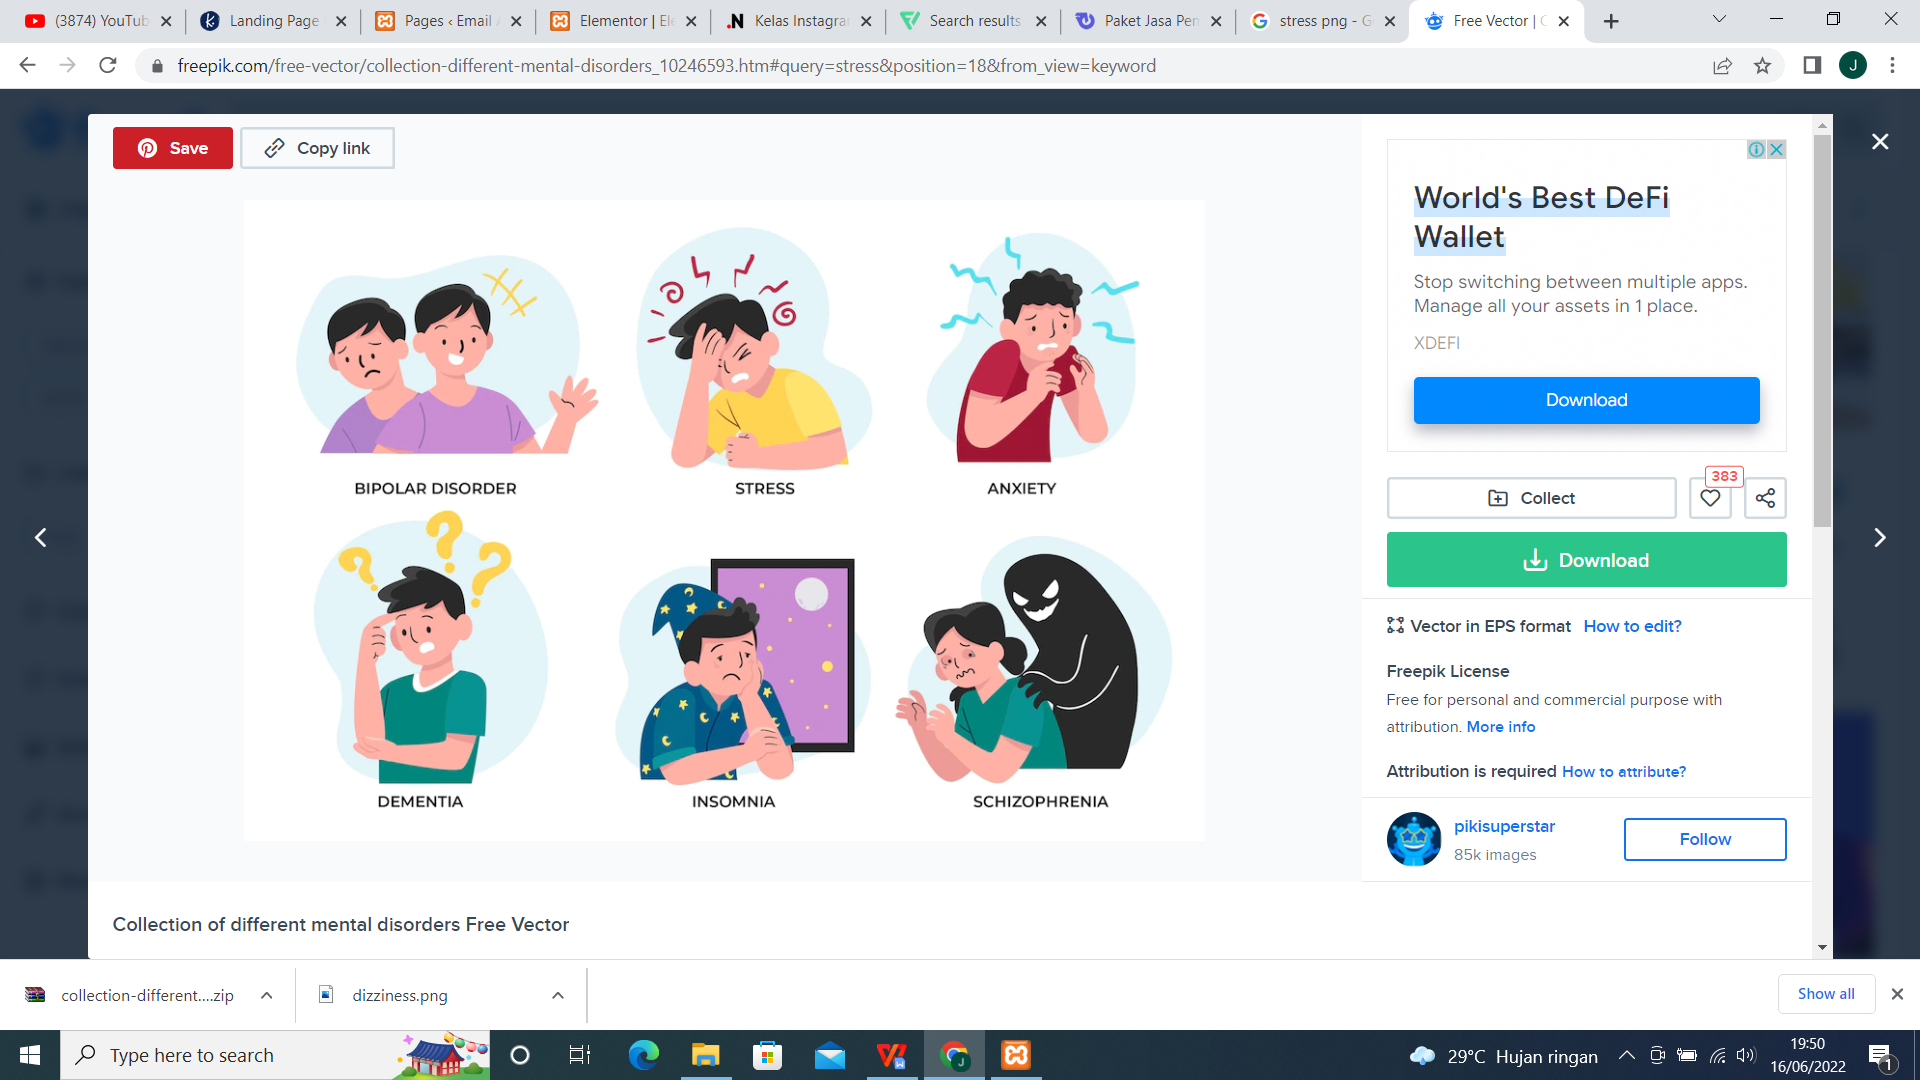 (3874) YouTub
Landing Page
Pages ‹ Email
Elementor | Ele
Kelas Instagra
Search results
Paket Jasa Pen
stress png - G
Free Vector | C
freepik.com/free-vector/collection-different-mental-disorders_10246593.htm#query=stress&position=18&from_view=keyword
J
Save
Copy link
World's Best DeFi
Wallet
Stop switching between multiple apps.
Manage all your assets in 1 place.
XDEFI
Download
BIPOLAR DISORDER
STRESS
ANXIETY
383
Collect
Download
Vector in EPS format How to edit?
Freepik License
Free for personal and commercial purpose with
attribution. More info
Attribution is required How to attribute?
DEMENTIA
INSOMNIA
SCHIZOPHRENIA
pikisuperstar
85k images
Follow
Collection of different mental disorders Free Vector
collection-different....zip
dizziness.png
Show all
Type here to search
29°C Hujan ringan
19:50
16/06/2022
1